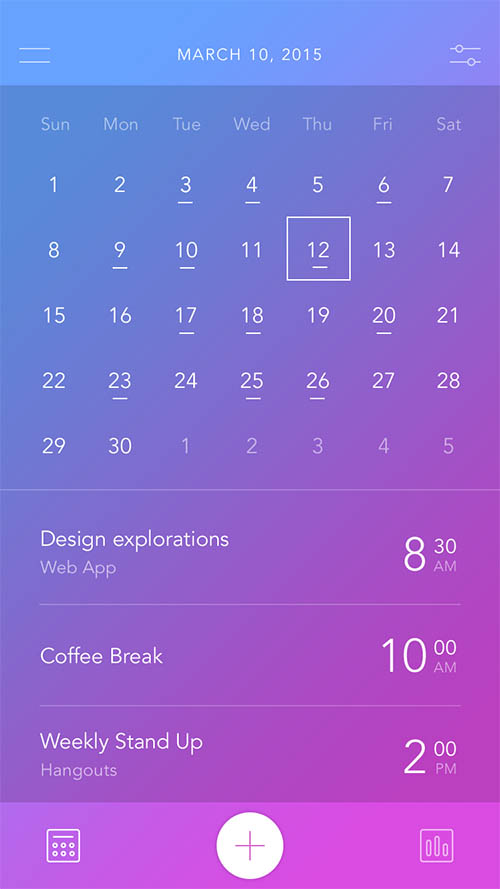 MARCH 10, 2015
Sun Mon Tue Wed Thu Fri Sat
1 2 3 4 5 6 7
8 9 10 11 12 13 14
15 16 17 18 19 20 21
22 23 24 25 26 27 28
29 30 1 2 3 4 5
Design explorations 8 30
Web App AM
Coffee Break 10 00
AM
Weekly Stand Up 2 00
Hangouts PM